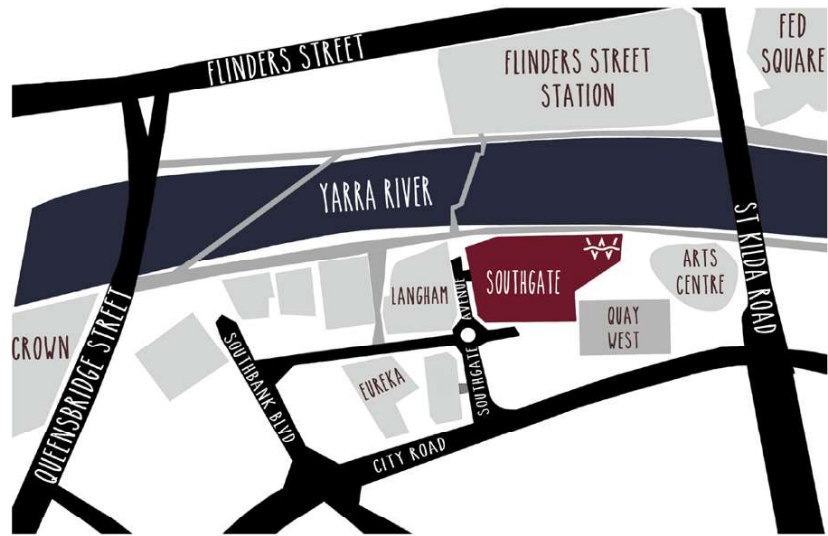 FLINDERS STREET
FED
SQUARE
FLINDERS STREET
STATION
YARRA RIVER
ST KILDA ROAD
ARTS
CENTRE
SOUTHGATE
LANGHAM
SOUTHGATE AVENUE
QUAY
WEST
CROWN
QUEENSBRIDGE STREET
SOUTHBANK BLVD
EUREKA
CITY ROAD